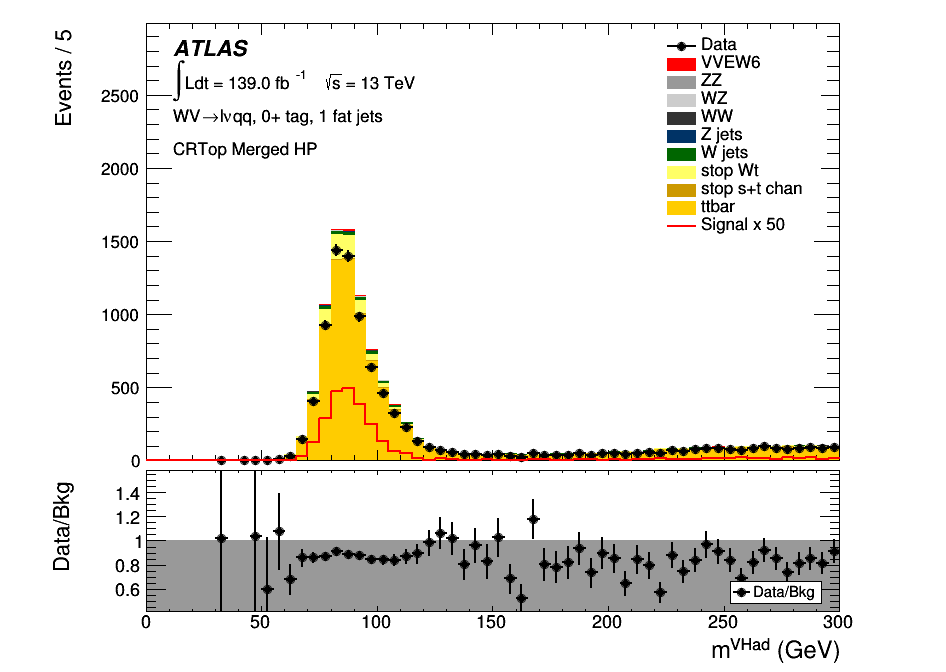 Events / 5
ATLAS
∫Ldt = 139.0 fb⁻¹ √s = 13 TeV
WV→lνqq, 0+ tag, 1 fat jets
CRTop Merged HP
Data
VVEW6
ZZ
WZ
WW
Z jets
W jets
stop Wt
stop s+t chan
ttbar
Signal x 50
2500
2000
1500
1000
500
0
Data/Bkg
1.4
1.2
1
0.8
0.6
Data/Bkg
0 50 100 150 200 250 300
m^VHad (GeV)